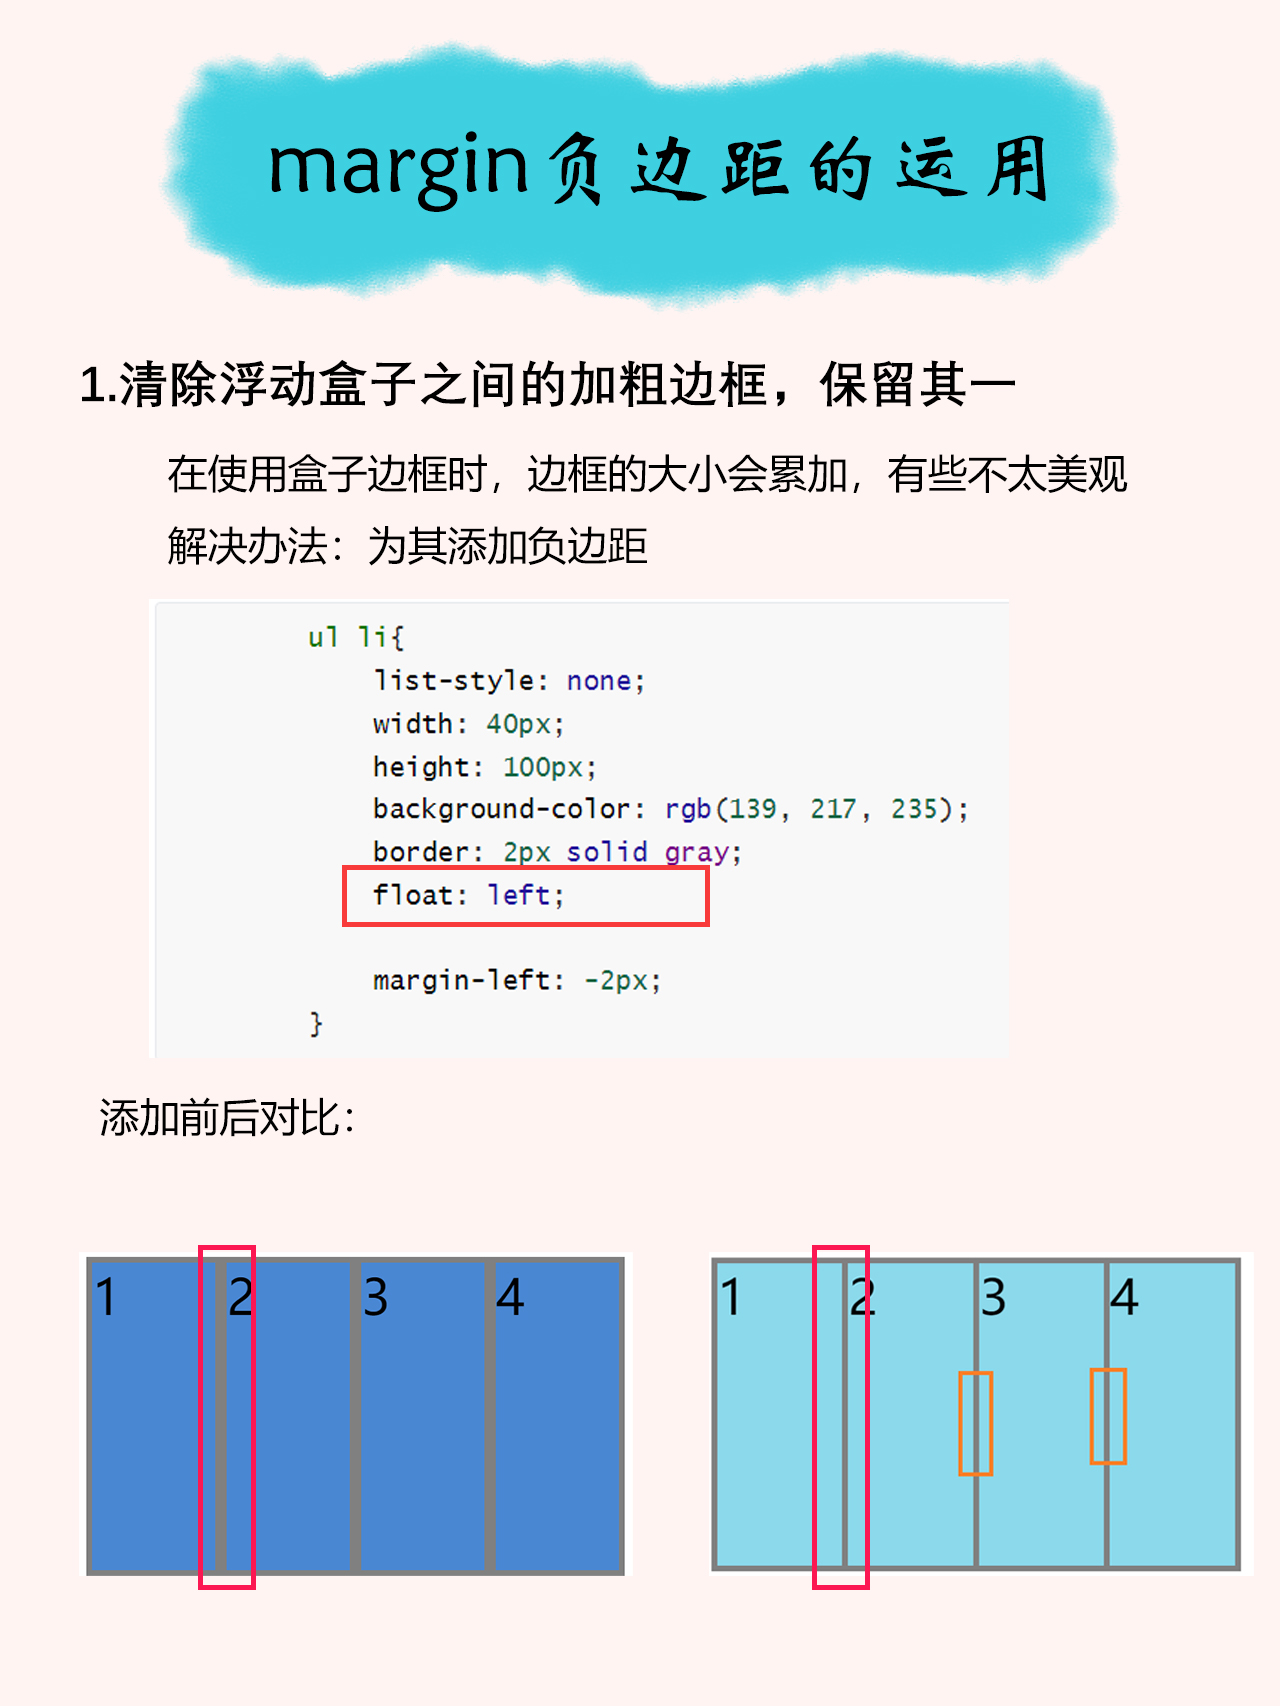 margin负边距的运用
1.清除浮动盒子之间的加粗边框，保留其一
在使用盒子边框时，边框的大小会累加，有些不太美观
解决办法：为其添加负边距
ul li{
list-style: none;
width: 40px;
height: 100px;
background-color: rgb(139, 217, 235);
border: 2px solid gray;
float: left;
margin-left: -2px;
}
添加前后对比：
1 2 3 4 1 2 3 4